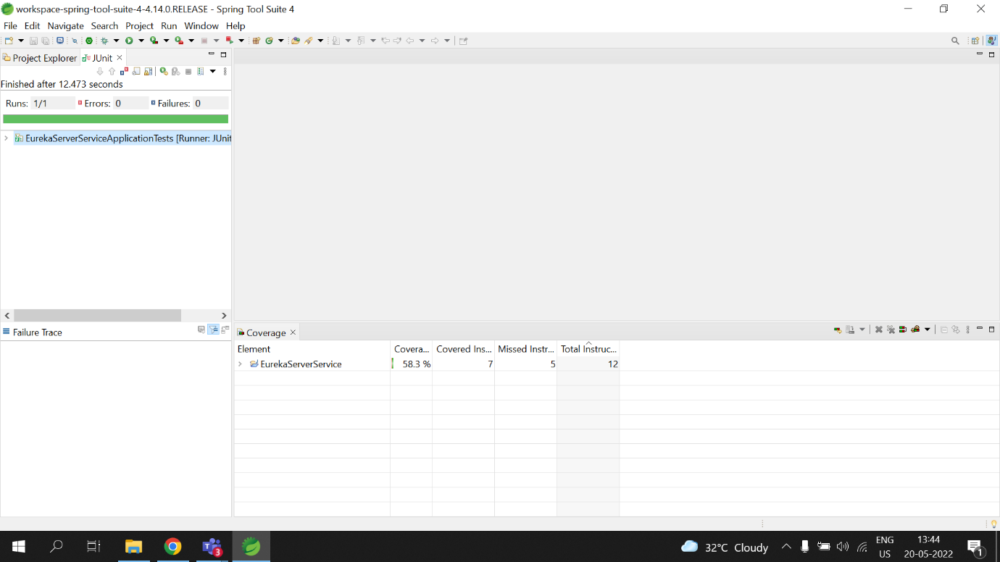 workspace-spring-tool-suite-4-4.14.0.RELEASE - Spring Tool Suite 4
File Edit Navigate Search Project Run Window Help
Project Explorer JUnit
Finished after 12.473 seconds
Runs: 1/1 Errors: 0 Failures: 0
EurekaServerServiceApplicationTests [Runner: JUnit
Failure Trace
Coverage
Element Covera... Covered Ins... Missed Instr... Total Instruc...
EurekaServerService 58.3 % 7 5 12
32°C Cloudy
ENG
US
13:44
20-05-2022
3
1